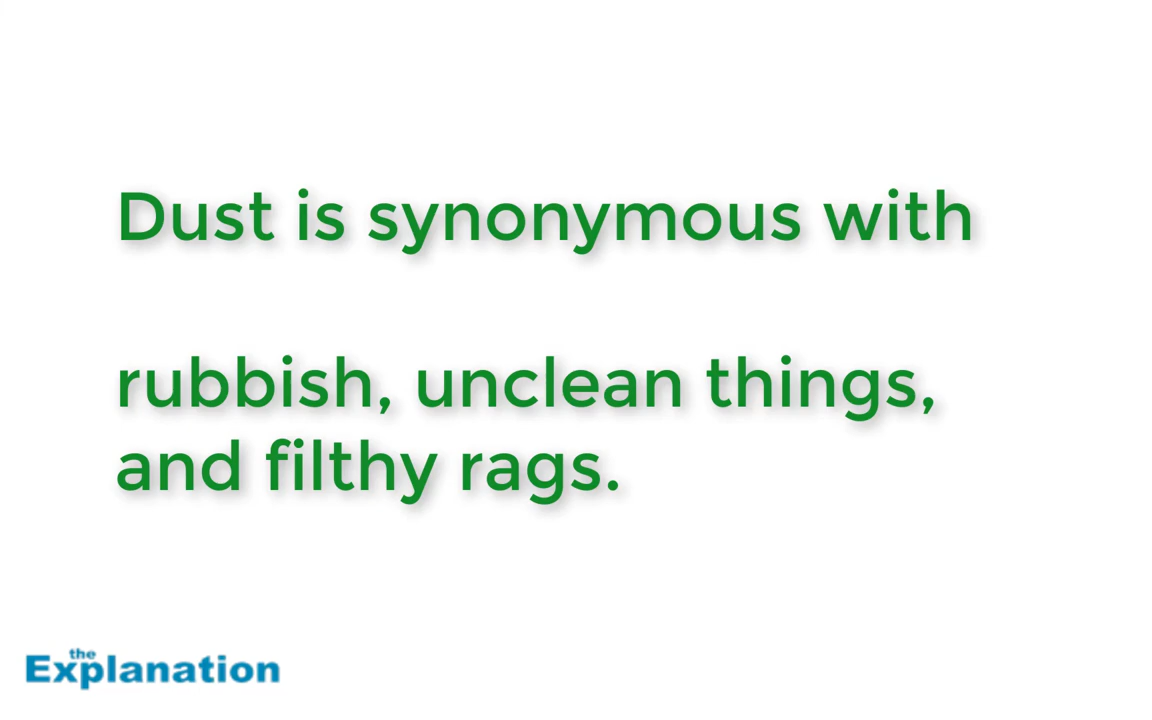 Dust is synonymous with
rubbish, unclean things,
and filthy rags.
the
Explanation